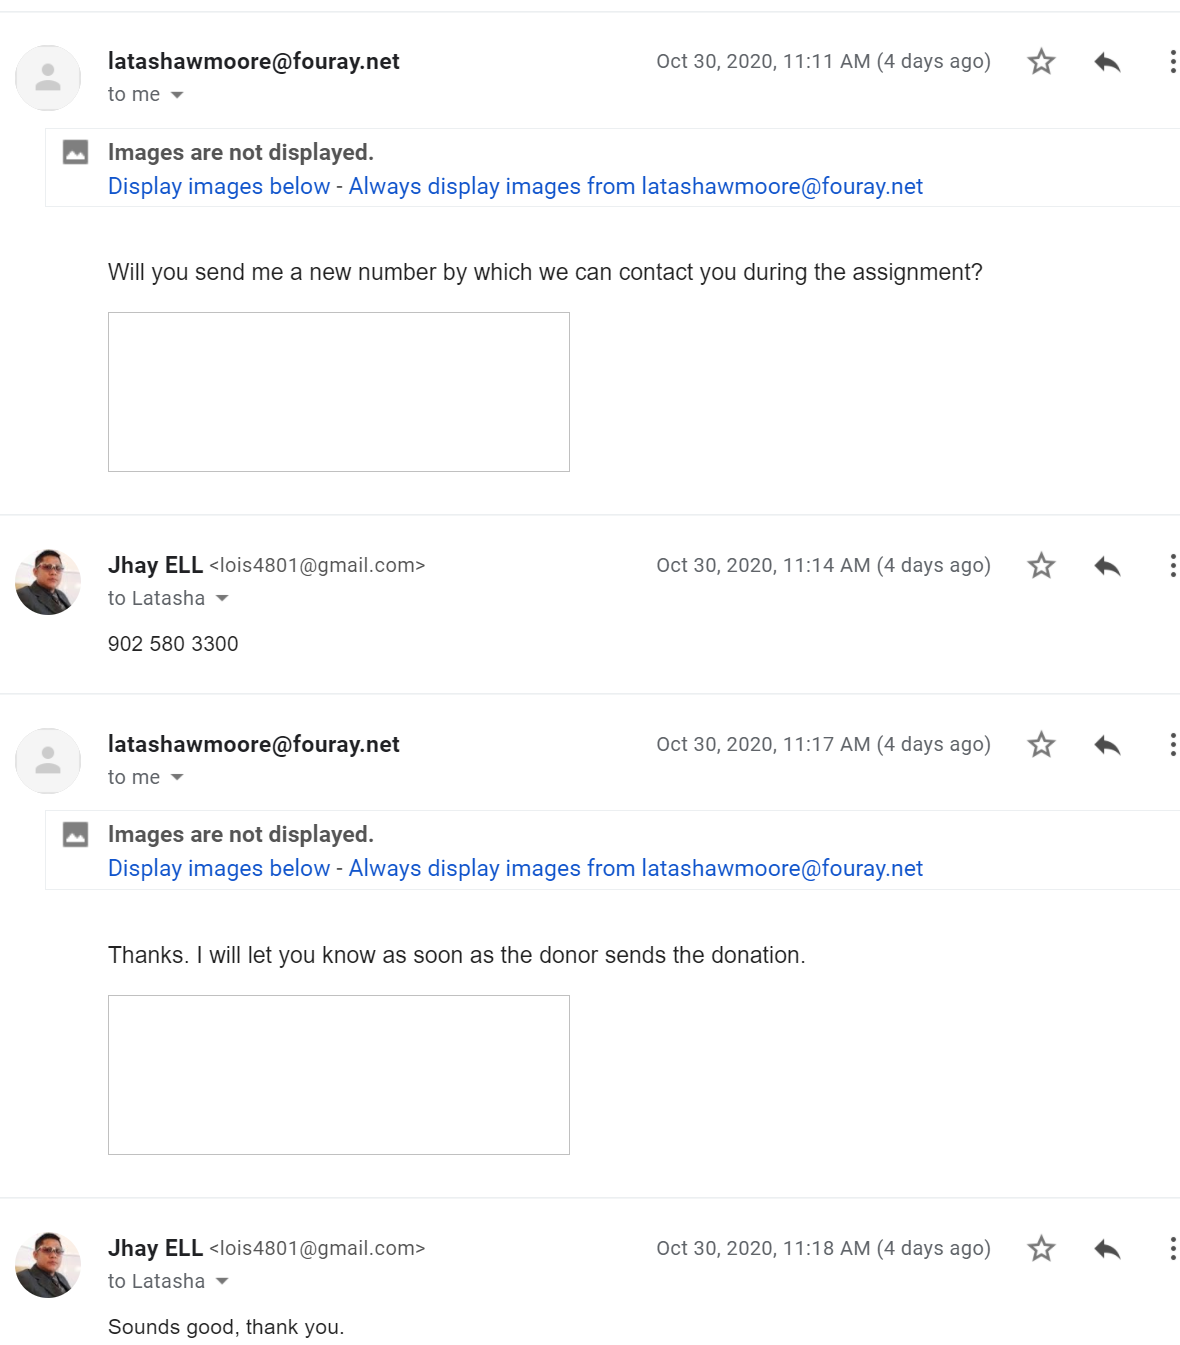 latashawmoore@fouray.net Oct 30, 2020, 11:11 AM (4 days ago)
to me
Images are not displayed.
Display images below - Always display images from latashawmoore@fouray.net
Will you send me a new number by which we can contact you during the assignment?
Jhay ELL <lois4801@gmail.com> Oct 30, 2020, 11:14 AM (4 days ago)
to Latasha
902 580 3300
latashawmoore@fouray.net Oct 30, 2020, 11:17 AM (4 days ago)
to me
Images are not displayed.
Display images below - Always display images from latashawmoore@fouray.net
Thanks. I will let you know as soon as the donor sends the donation.
Jhay ELL <lois4801@gmail.com> Oct 30, 2020, 11:18 AM (4 days ago)
to Latasha
Sounds good, thank you.